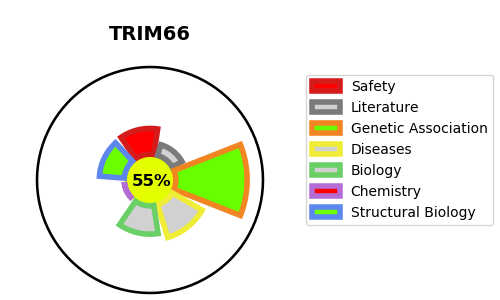 TRIM66
55%
Safety
Literature
Genetic Association
Diseases
Biology
Chemistry
Structural Biology